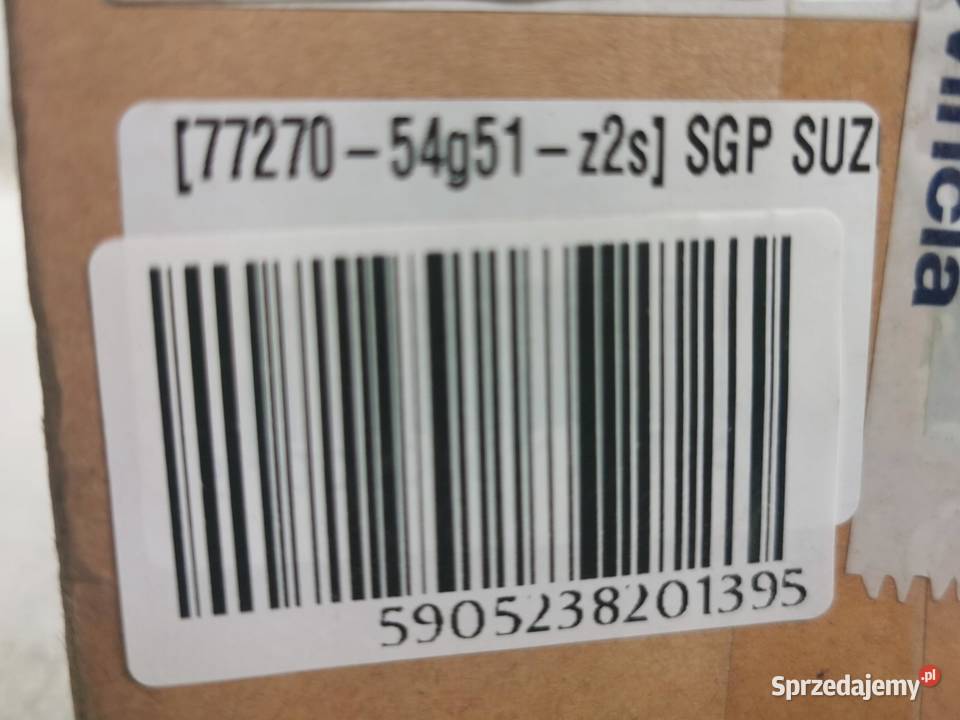 [77270-54g51-z2s] SGP SUZ
5905238201395
Sprzedajemy.pl